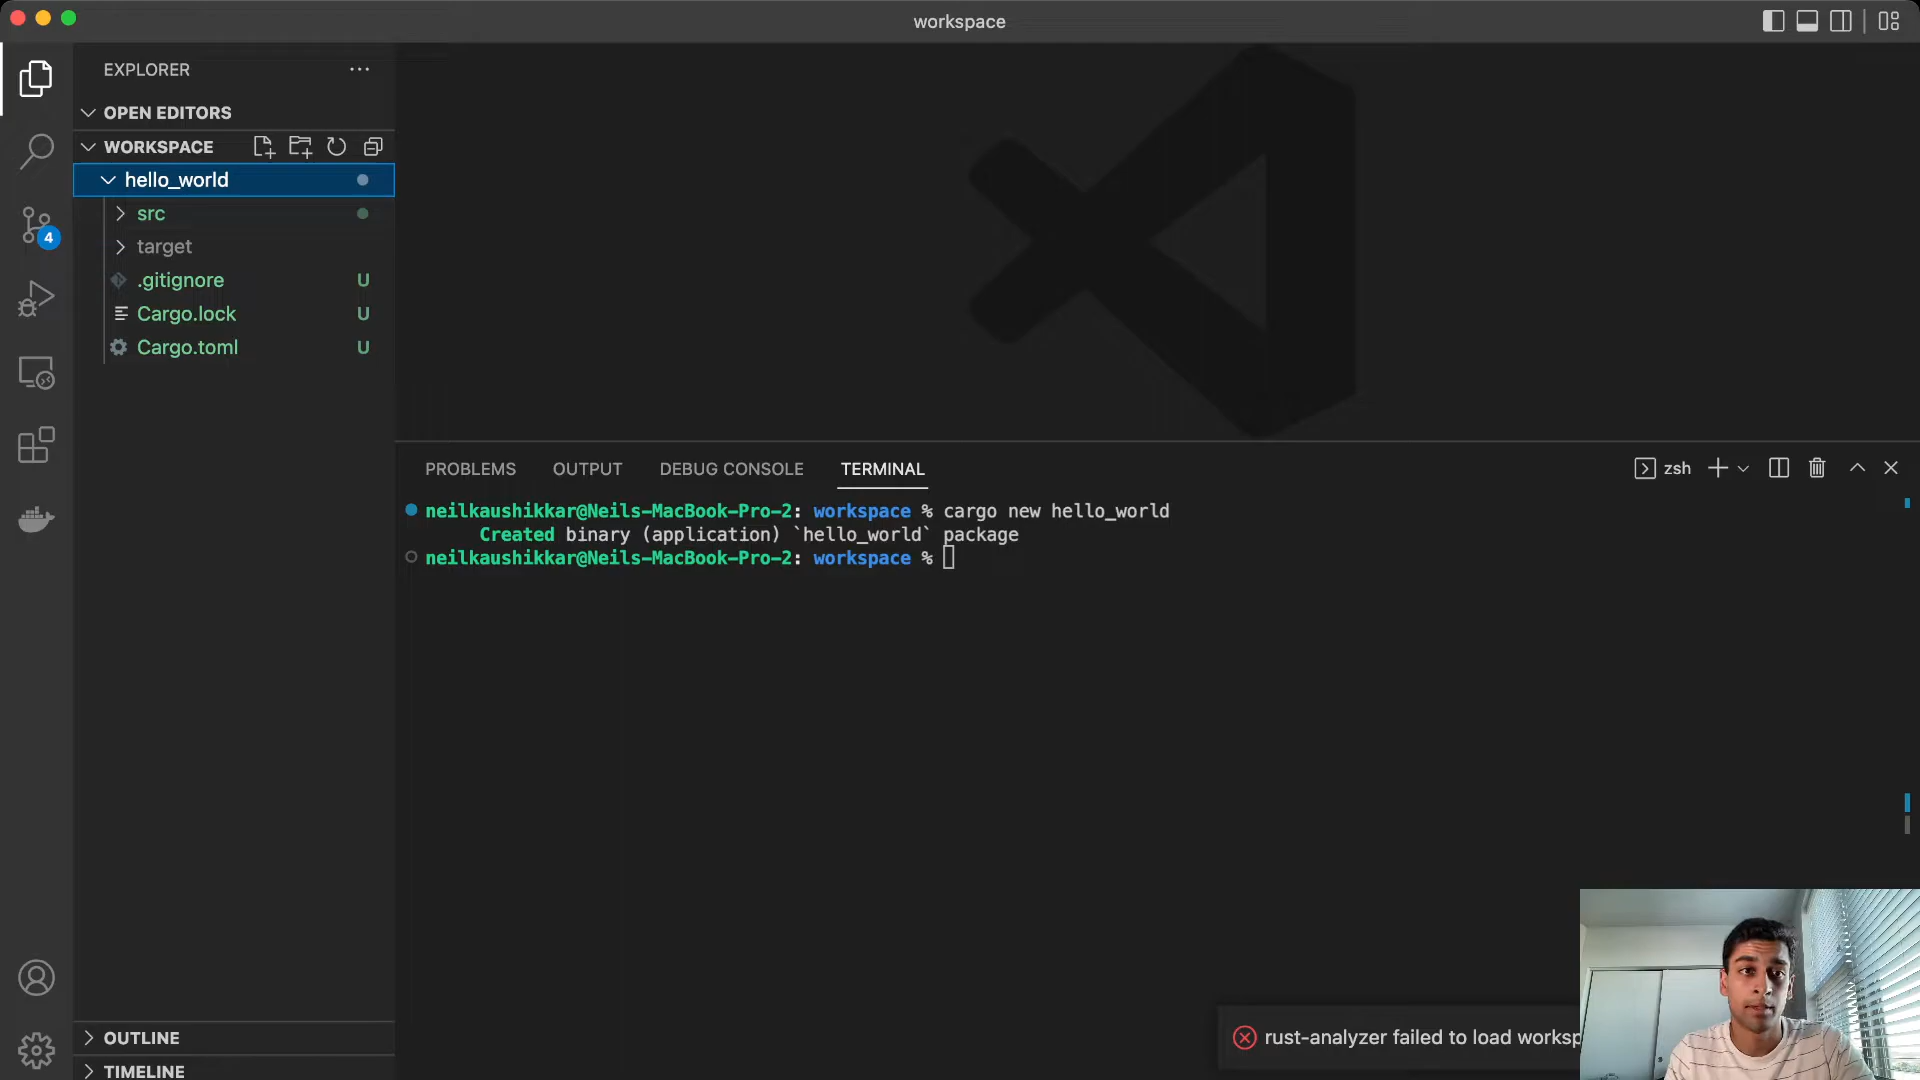 workspace
EXPLORER
OPEN EDITORS
WORKSPACE
hello_world
src
target
.gitignore U
Cargo.lock U
Cargo.toml U
4
PROBLEMS OUTPUT DEBUG CONSOLE TERMINAL
zsh
neilkaushikkar@Neils-MacBook-Pro-2: workspace % cargo new hello_world
Created binary (application) `hello_world` package
neilkaushikkar@Neils-MacBook-Pro-2: workspace %
rust-analyzer failed to load worksp
OUTLINE
TIMELINE